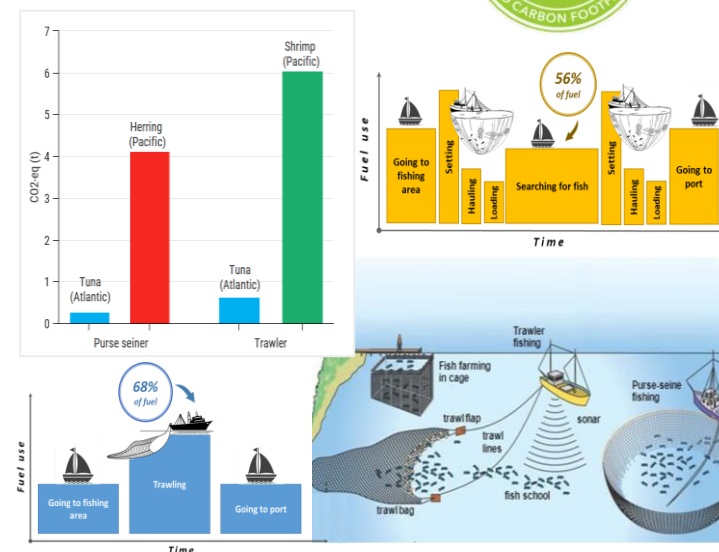 D CARBON FOOTP
7
6
5
4
3
2
1
0
CO2-eq (t)
Tuna
(Atlantic)
Herring
(Pacific)
Tuna
(Atlantic)
Shrimp
(Pacific)
Purse seiner
Trawler
56%
of fuel
Fuel use
Going to
fishing
area
Setting
Hauling
Loading
Searching for fish
Setting
Hauling
Loading
Going to
port
Time
68%
of fuel
Fuel use
Going to fishing
area
Trawling
Going to port
Time
Trawler
fishing
Fish farming
in cage
Purse-seine
fishing
trawl flap
trawl
lines
sonar
fish school
trawl bag